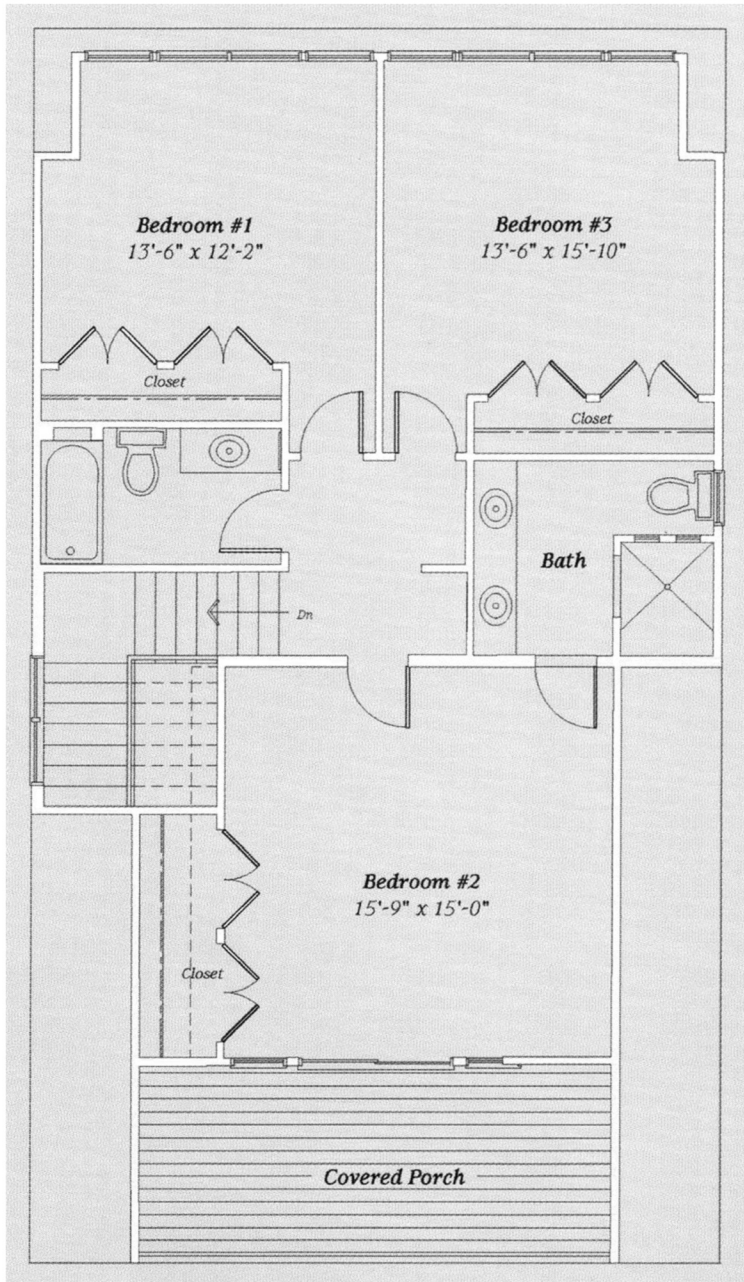 Bedroom #1
13'-6" x 12'-2"
Bedroom #3
13'-6" x 15'-10"
Closet
Closet
Bath
Dn
Bedroom #2
15'-9" x 15'-0"
Closet
Covered Porch